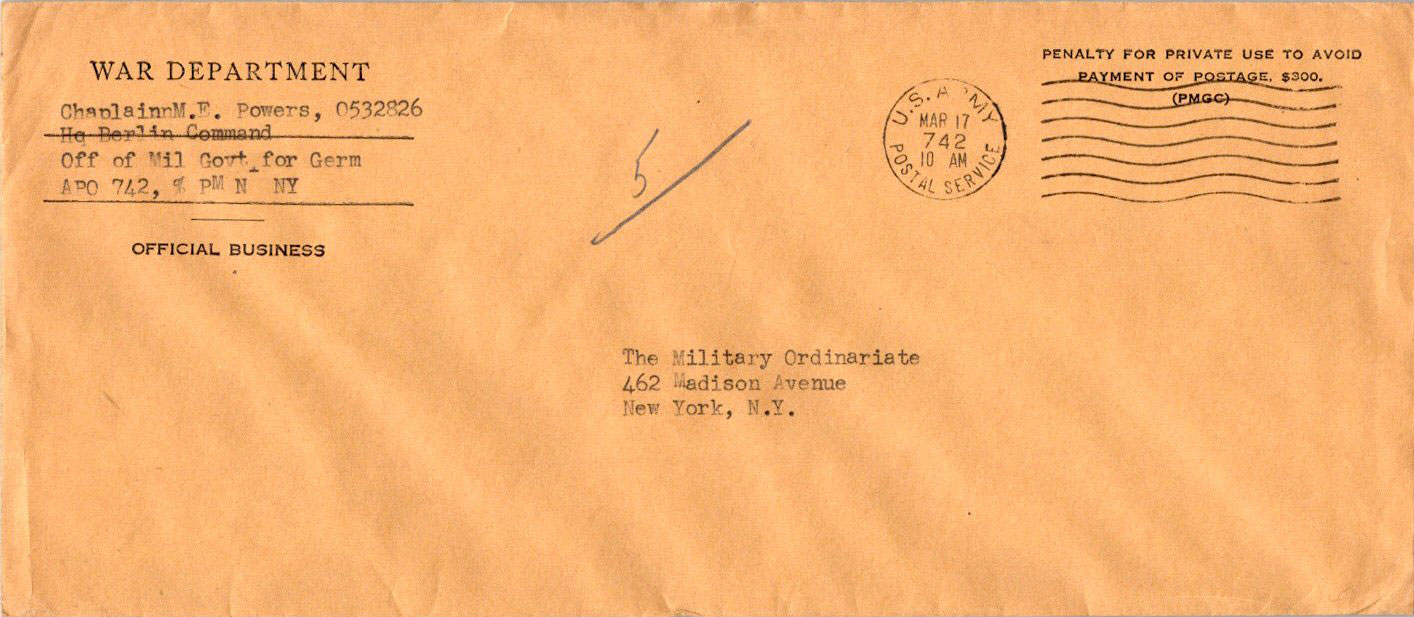 WAR DEPARTMENT
ChaplainnM.E. Powers, O532826
Hq Berlin Command
Off of Mil Govt for Germ
APO 742, % PM N NY
OFFICIAL BUSINESS
5
U.S. ARMY
MAR 17
742
10 AM
POSTAL SERVICE
PENALTY FOR PRIVATE USE TO AVOID
PAYMENT OF POSTAGE, $300.
(PMGC)
The Military Ordinariate
462 Madison Avenue
New York, N.Y.